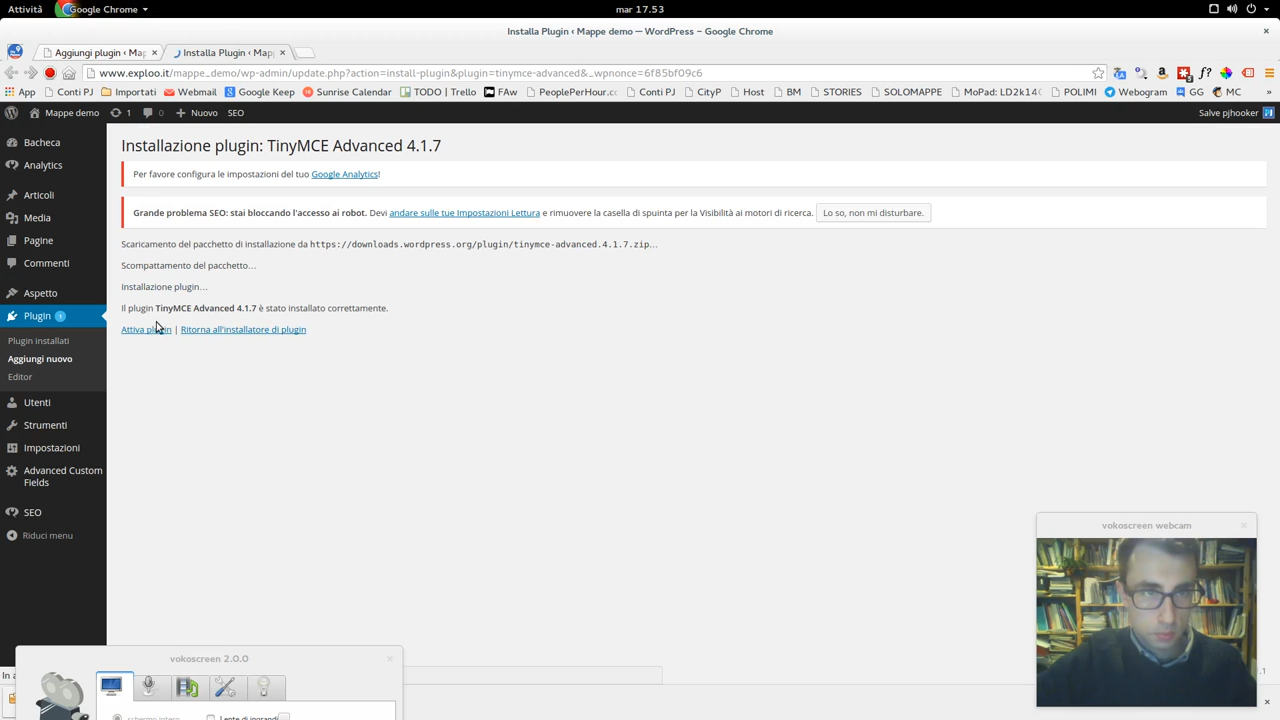 Attività Google Chrome mar 17.53
Installa Plugin ‹ Mappe demo — WordPress – Google Chrome
Aggiungi plugin ‹ Map Installa Plugin ‹ Mapp
www.exploo.it/mappe_demo/wp-admin/update.php?action=install-plugin&plugin=tinymce-advanced&_wpnonce=6f85bf09c6
App Conti PJ Importati Webmail Google Keep Sunrise Calendar TODO | Trello FAw PeoplePerHour.c Conti PJ CityP Host BM STORIES SOLOMAPPE MoPad: LD2k14 POLIMI Webogram GG MC »
Mappe demo 1 0 Nuovo SEO Salve pjhooker
Bacheca
Analytics
Articoli
Media
Pagine
Commenti
Aspetto
Plugin 1
Plugin installati
Aggiungi nuovo
Editor
Utenti
Strumenti
Impostazioni
Advanced Custom
Fields
SEO
Riduci menu
Installazione plugin: TinyMCE Advanced 4.1.7
Per favore configura le impostazioni del tuo Google Analytics!
Grande problema SEO: stai bloccando l'accesso ai robot. Devi andare sulle tue Impostazioni Lettura e rimuovere la casella di spunta per la Visibilità ai motori di ricerca. Lo so, non mi disturbare.
Scaricamento del pacchetto di installazione da https://downloads.wordpress.org/plugin/tinymce-advanced.4.1.7.zip…
Scompattamento del pacchetto…
Installazione plugin…
Il plugin TinyMCE Advanced 4.1.7 è stato installato correttamente.
Attiva plugin | Ritorna all'installatore di plugin
vokoscreen webcam
vokoscreen 2.0.0
schermo intero Lente di ingrandi